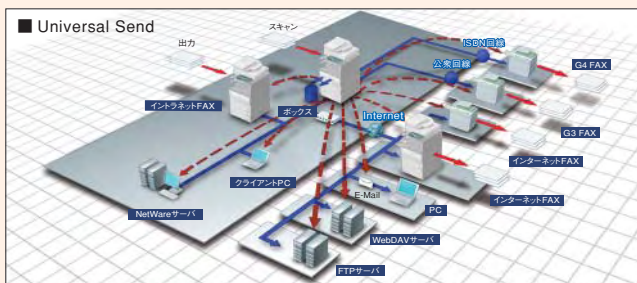 ■ Universal Send
スキャン
出力
ISDN回線
公衆回線
G4 FAX
イントラネットFAX
ボックス
Internet
G3 FAX
インターネットFAX
クライアントPC
E-Mail
PC
インターネットFAX
NetWareサーバ
WebDAVサーバ
FTPサーバ